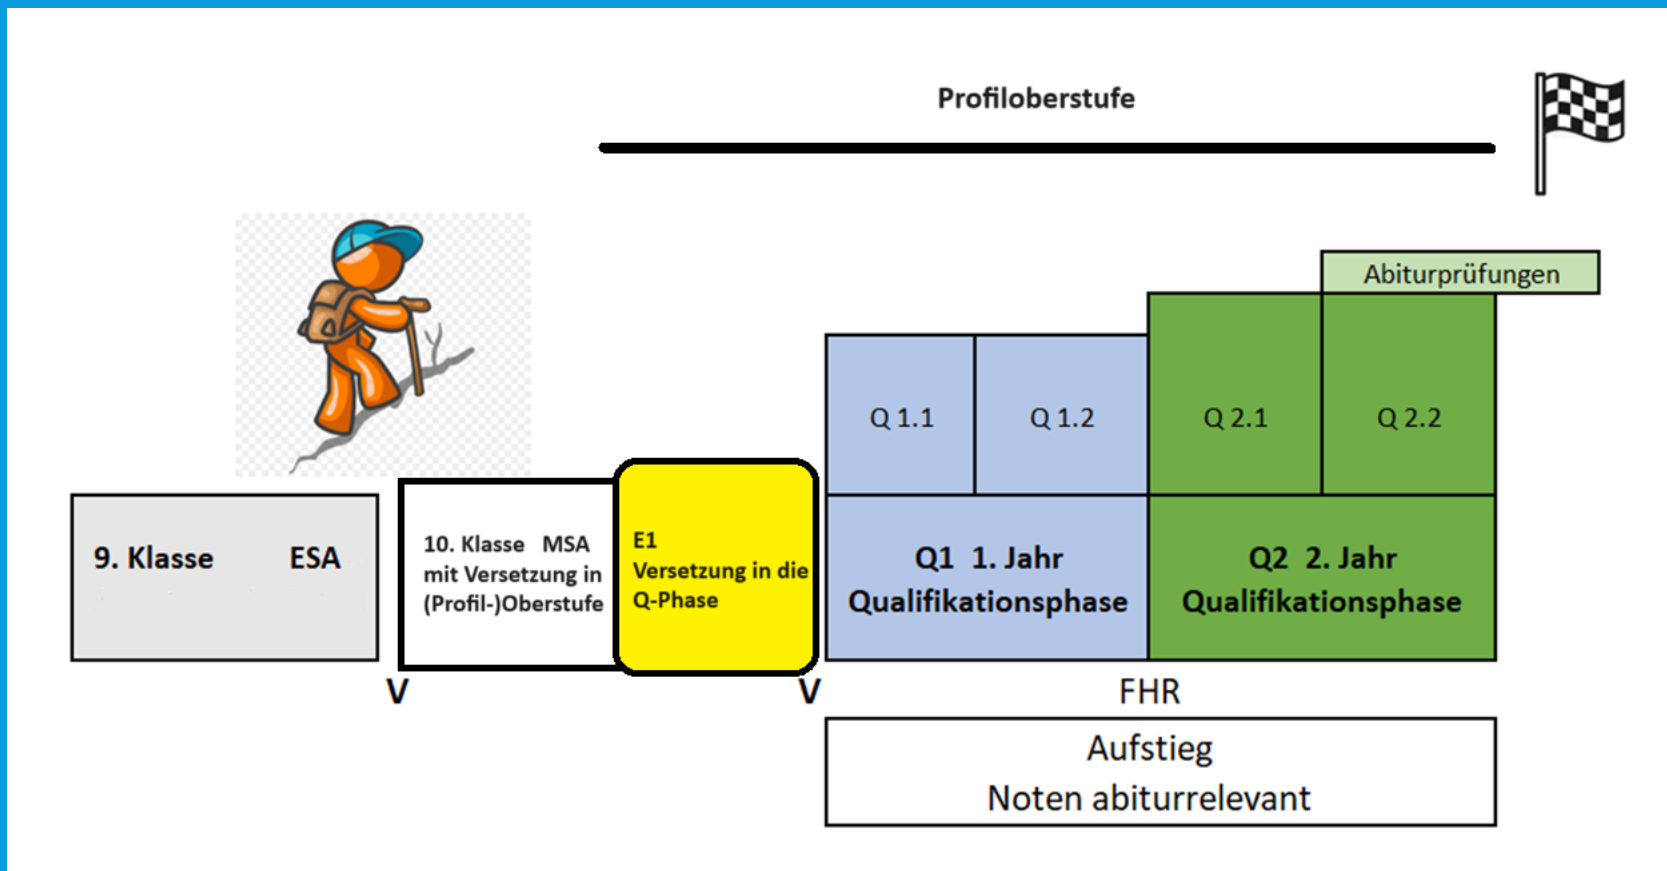 Profiloberstufe
Abiturprüfungen
Q 1.1
Q 1.2
Q 2.1
Q 2.2
9. Klasse ESA
10. Klasse MSA
mit Versetzung in
(Profil-)Oberstufe
E1
Versetzung in die
Q-Phase
Q1 1. Jahr
Qualifikationsphase
Q2 2. Jahr
Qualifikationsphase
V
V
FHR
Aufstieg
Noten abiturrelevant